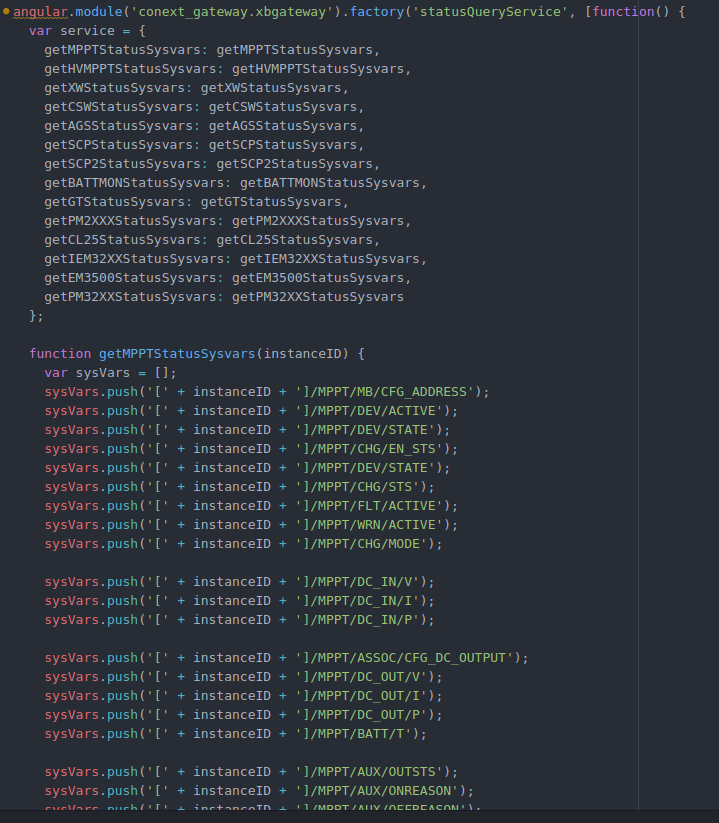 angular.module('conext_gateway.xbgateway').factory('statusQueryService', [function() {
  var service = {
    getMPPTStatusSysvars: getMPPTStatusSysvars,
    getHVMPPTStatusSysvars: getHVMPPTStatusSysvars,
    getXWStatusSysvars: getXWStatusSysvars,
    getCSWStatusSysvars: getCSWStatusSysvars,
    getAGSStatusSysvars: getAGSStatusSysvars,
    getSCPStatusSysvars: getSCPStatusSysvars,
    getSCP2StatusSysvars: getSCP2StatusSysvars,
    getBATTMONStatusSysvars: getBATTMONStatusSysvars,
    getGTStatusSysvars: getGTStatusSysvars,
    getPM2XXXStatusSysvars: getPM2XXXStatusSysvars,
    getCL25StatusSysvars: getCL25StatusSysvars,
    getIEM32XXStatusSysvars: getIEM32XXStatusSysvars,
    getEM3500StatusSysvars: getEM3500StatusSysvars,
    getPM32XXStatusSysvars: getPM32XXStatusSysvars
  };

  function getMPPTStatusSysvars(instanceID) {
    var sysVars = [];
    sysVars.push('[' + instanceID + ']/MPPT/MB/CFG_ADDRESS');
    sysVars.push('[' + instanceID + ']/MPPT/DEV/ACTIVE');
    sysVars.push('[' + instanceID + ']/MPPT/DEV/STATE');
    sysVars.push('[' + instanceID + ']/MPPT/CHG/EN_STS');
    sysVars.push('[' + instanceID + ']/MPPT/DEV/STATE');
    sysVars.push('[' + instanceID + ']/MPPT/CHG/STS');
    sysVars.push('[' + instanceID + ']/MPPT/FLT/ACTIVE');
    sysVars.push('[' + instanceID + ']/MPPT/WRN/ACTIVE');
    sysVars.push('[' + instanceID + ']/MPPT/CHG/MODE');

    sysVars.push('[' + instanceID + ']/MPPT/DC_IN/V');
    sysVars.push('[' + instanceID + ']/MPPT/DC_IN/I');
    sysVars.push('[' + instanceID + ']/MPPT/DC_IN/P');

    sysVars.push('[' + instanceID + ']/MPPT/ASSOC/CFG_DC_OUTPUT');
    sysVars.push('[' + instanceID + ']/MPPT/DC_OUT/V');
    sysVars.push('[' + instanceID + ']/MPPT/DC_OUT/I');
    sysVars.push('[' + instanceID + ']/MPPT/DC_OUT/P');
    sysVars.push('[' + instanceID + ']/MPPT/BATT/T');

    sysVars.push('[' + instanceID + ']/MPPT/AUX/OUTSTS');
    sysVars.push('[' + instanceID + ']/MPPT/AUX/ONREASON');
    sysVars.push('[' + instanceID + ']/MPPT/AUX/OFFREASON');